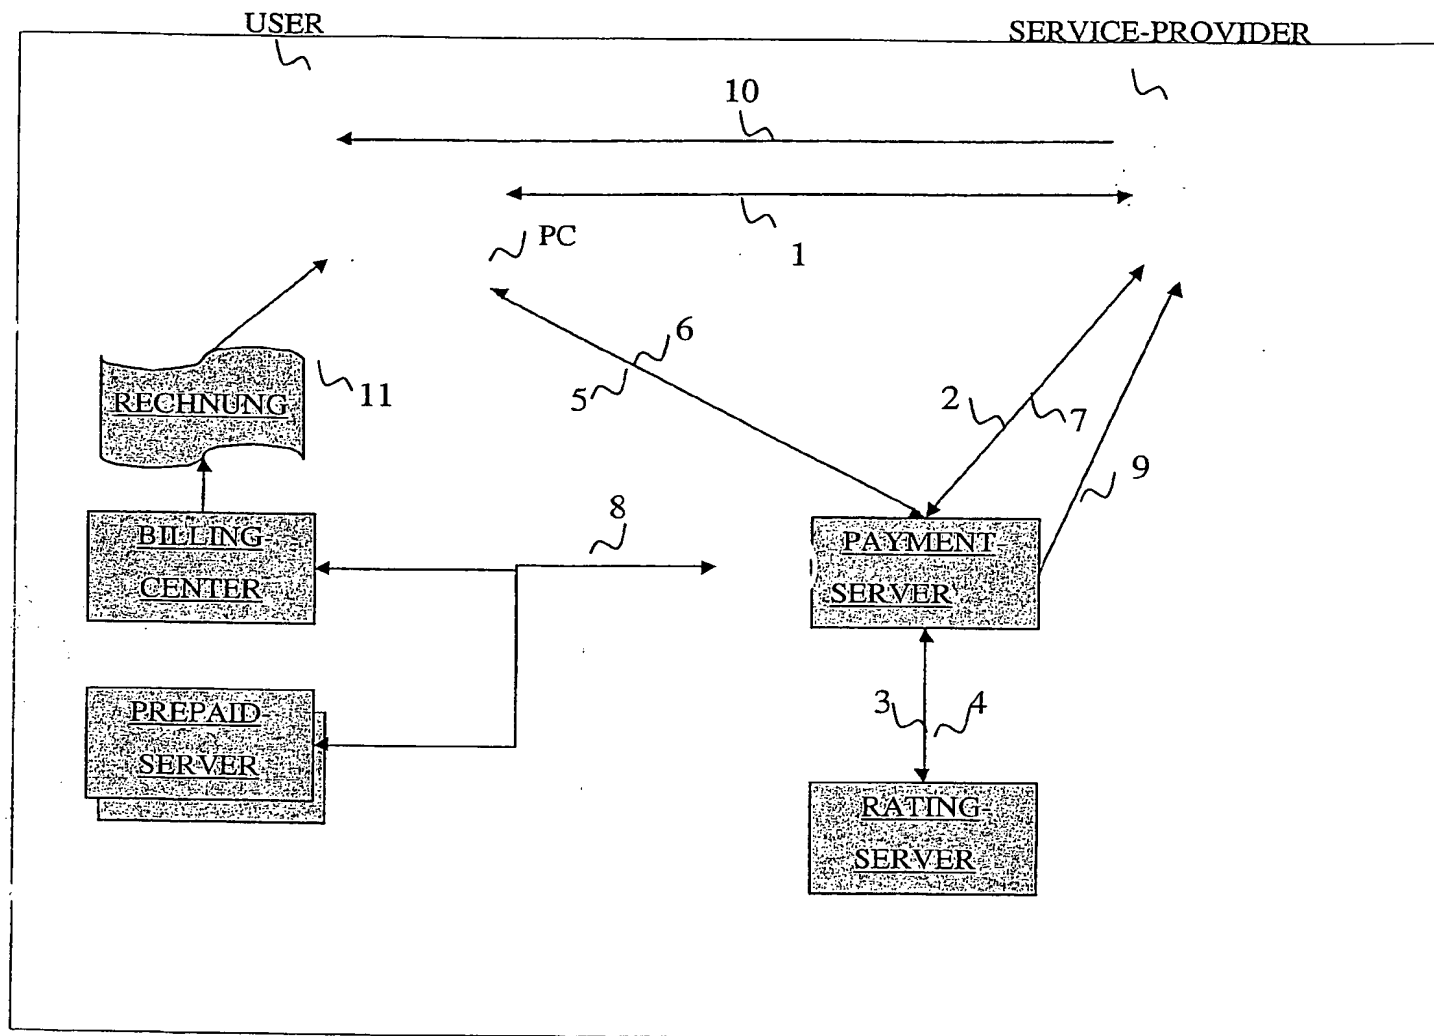 USER
SERVICE-PROVIDER
10
1
PC
6
5
2
7
11
RECHNUNG
9
8
BILLING-
CENTER
PAYMENT-
SERVER
PREPAID-
SERVER
3
4
RATING-
SERVER